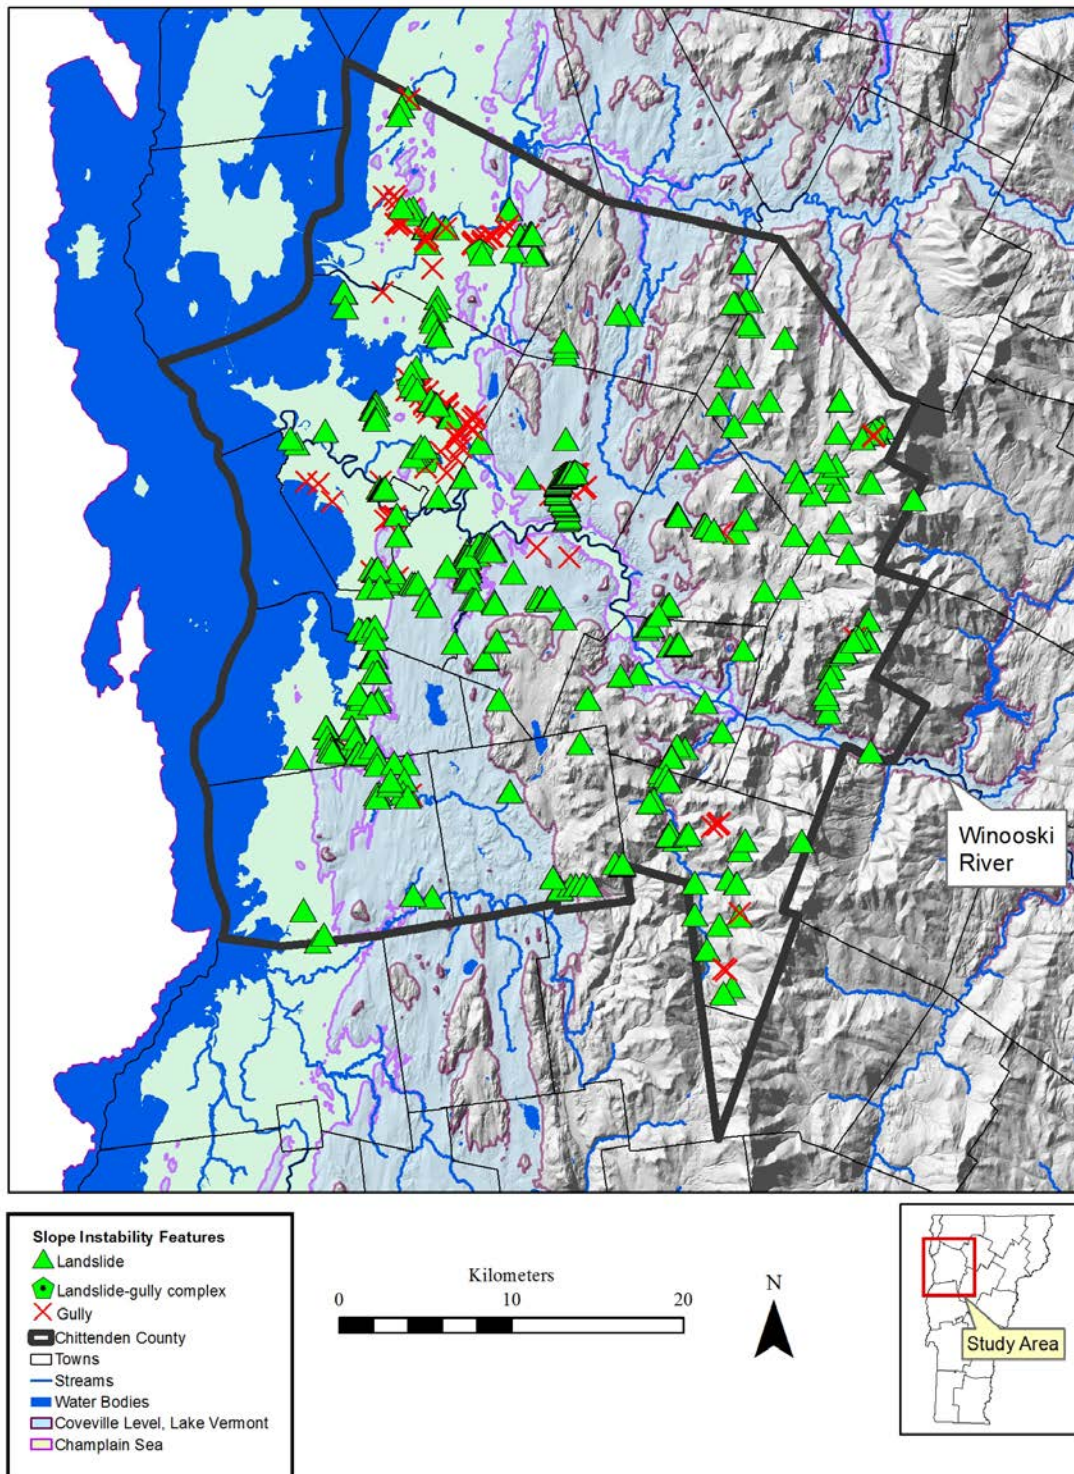 Winooski
River
Slope Instability Features
Landslide
Landslide-gully complex
Gully
Chittenden County
Towns
Streams
Water Bodies
Coveville Level, Lake Vermont
Champlain Sea
Kilometers
0 10 20
N
Study Area